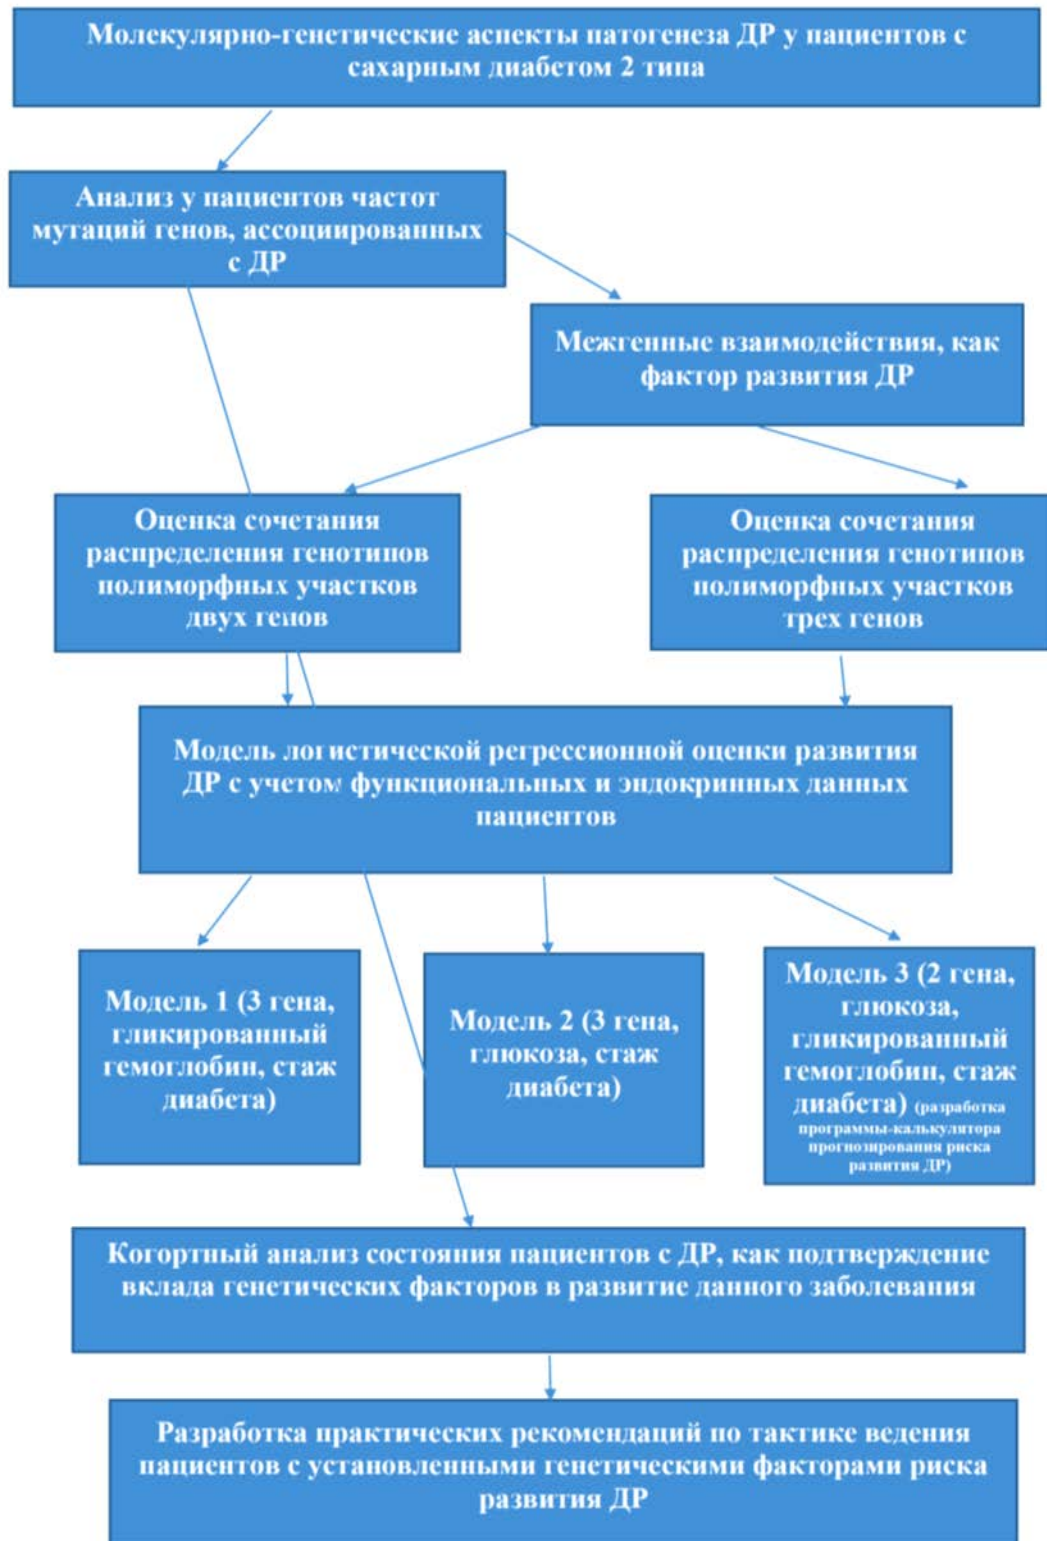 Молекулярно-генетические аспекты патогенеза ДР у пациентов с
сахарным диабетом 2 типа
Анализ у пациентов частот
мутаций генов, ассоциированных
с ДР
Межгенные взаимодействия, как
фактор развития ДР
Оценка сочетания
распределения генотипов
полиморфных участков
двух генов
Оценка сочетания
распределения генотипов
полиморфных участков
трех генов
Модель логистической регрессионной оценки развития
ДР с учетом функциональных и эндокринных данных
пациентов
Модель 1 (3 гена,
гликированный
гемоглобин, стаж
диабета)
Модель 2 (3 гена,
глюкоза, стаж
диабета)
Модель 3 (2 гена,
глюкоза,
гликированный
гемоглобин, стаж
диабета) (разработка
программы-калькулятора
прогнозирования риска
развития ДР)
Когортный анализ состояния пациентов с ДР, как подтверждение
вклада генетических факторов в развитие данного заболевания
Разработка практических рекомендаций по тактике ведения
пациентов с установленными генетическими факторами риска
развития ДР